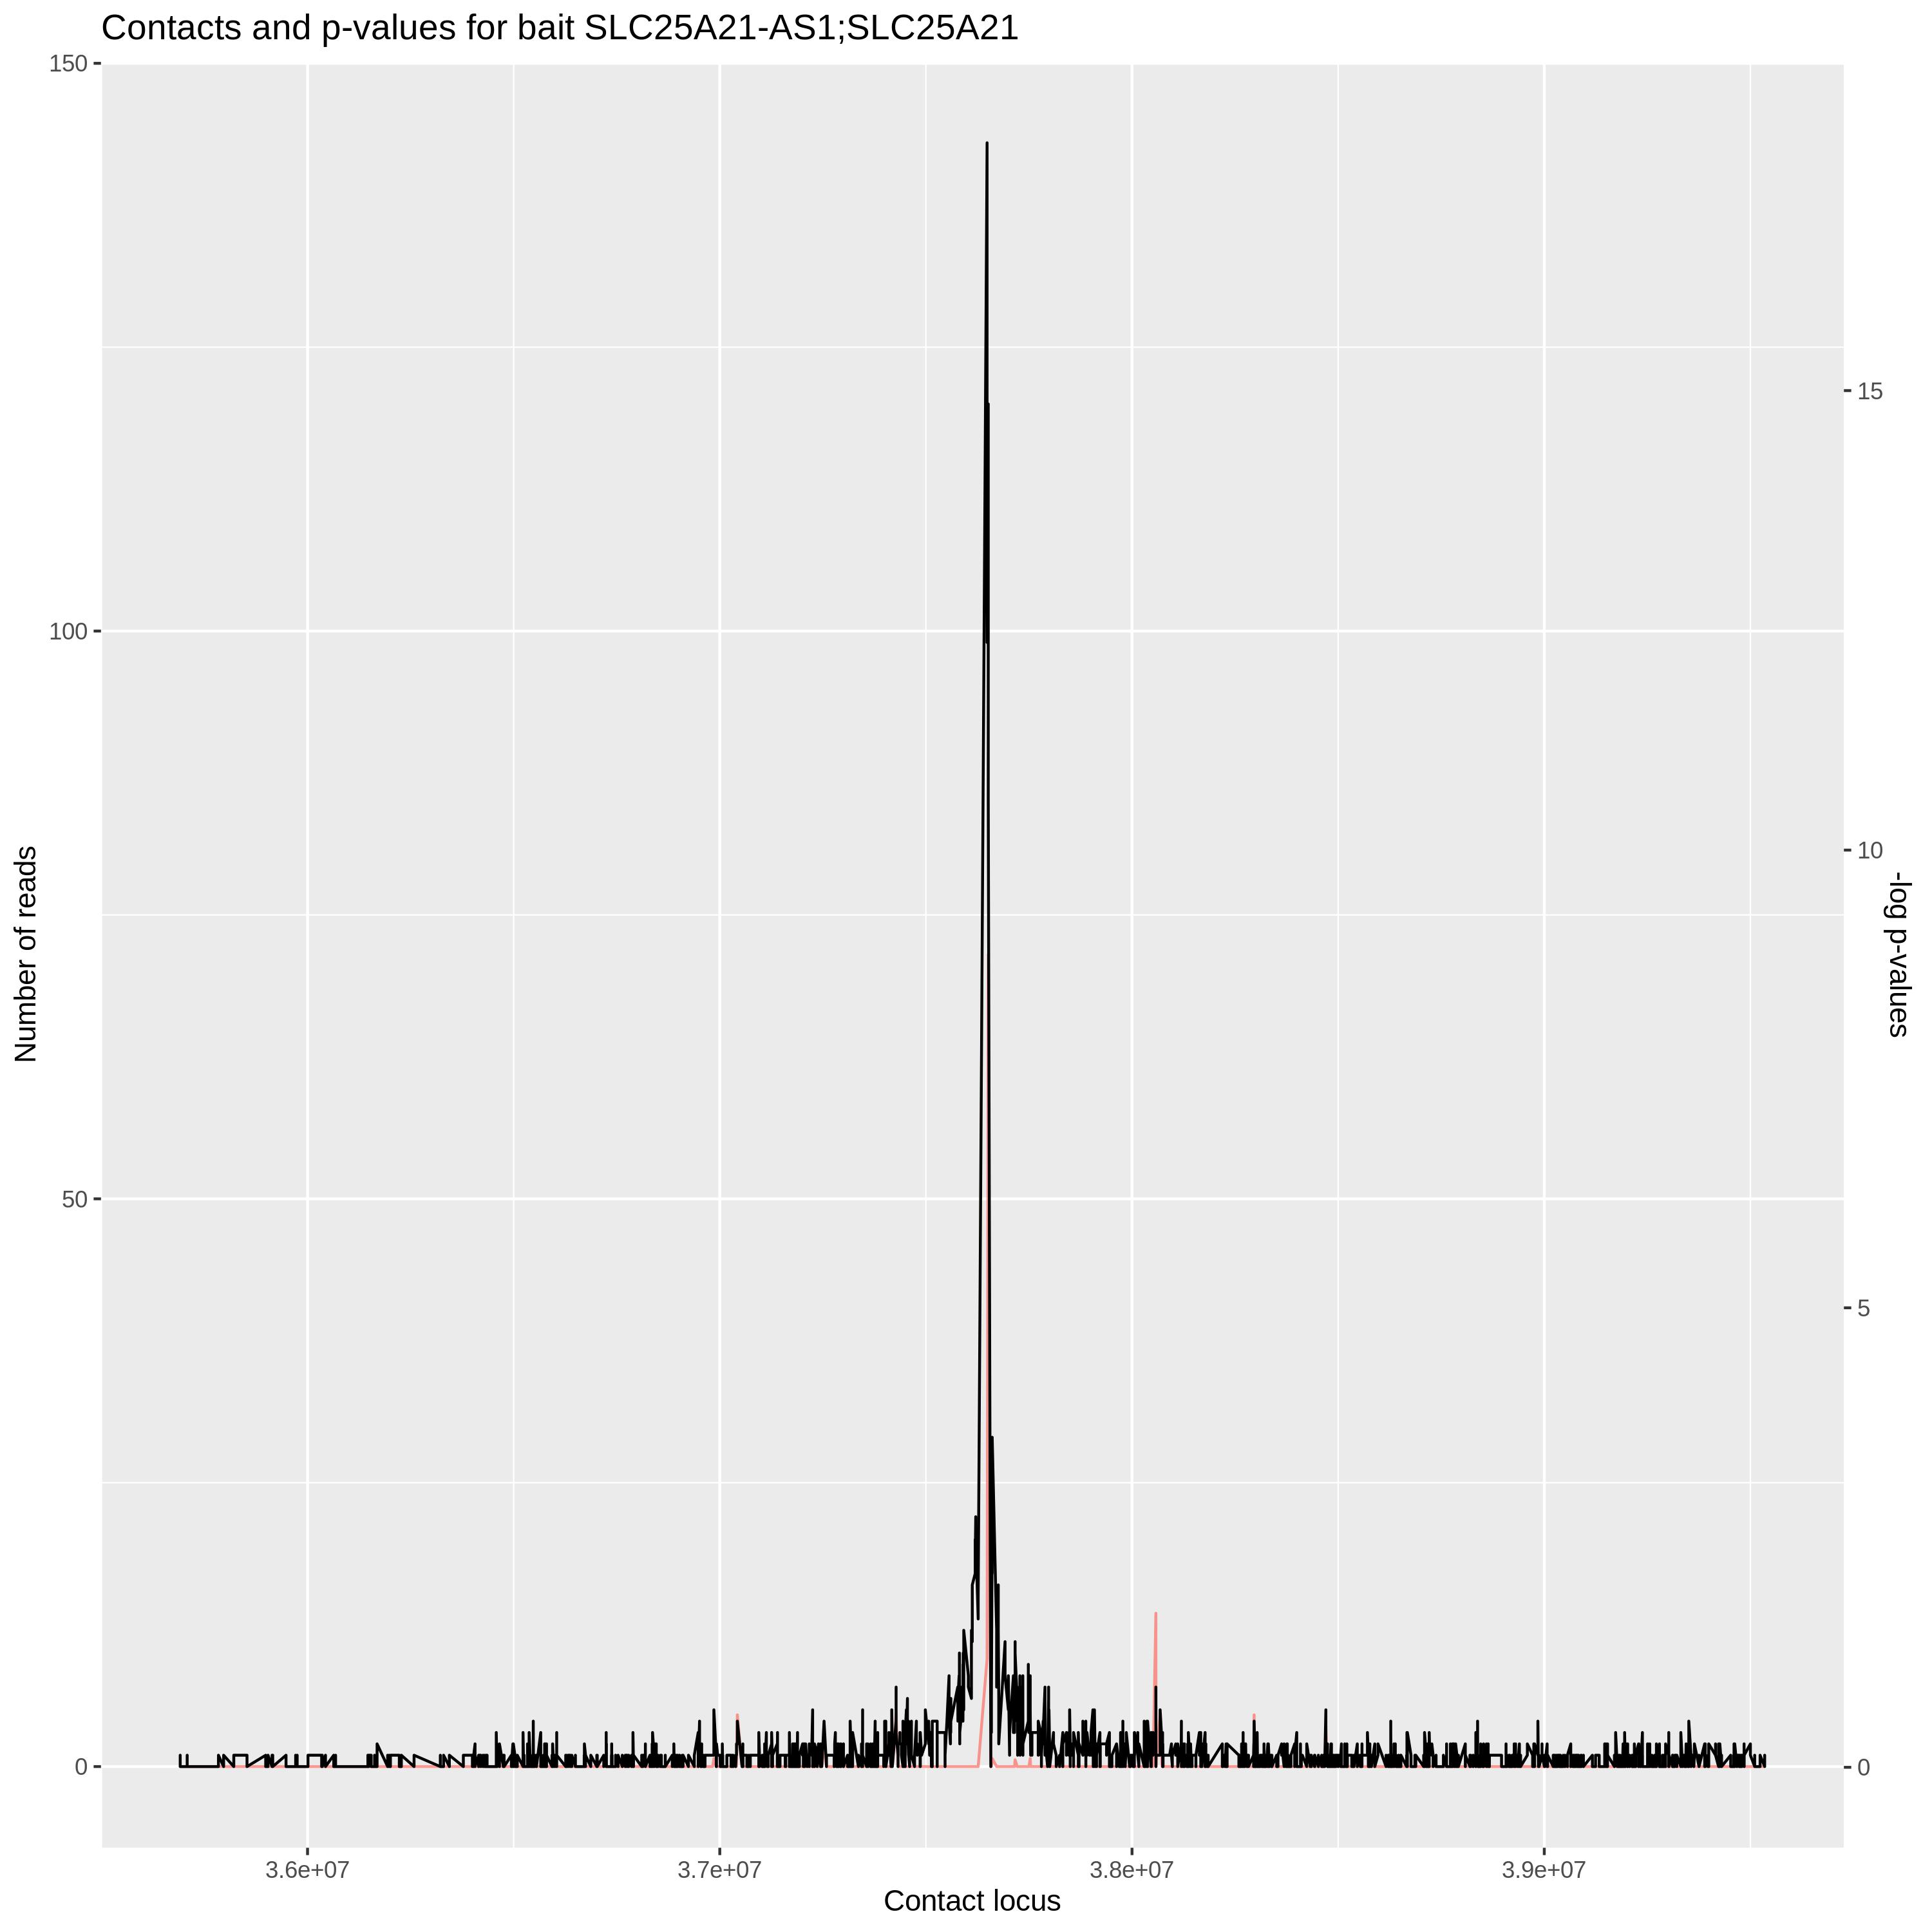 Contacts and p-values for bait SLC25A21-AS1;SLC25A21
150
100
50
0
Number of reads
15
10
5
0
-log p-values
3.6e+07 3.7e+07 3.8e+07 3.9e+07
Contact locus